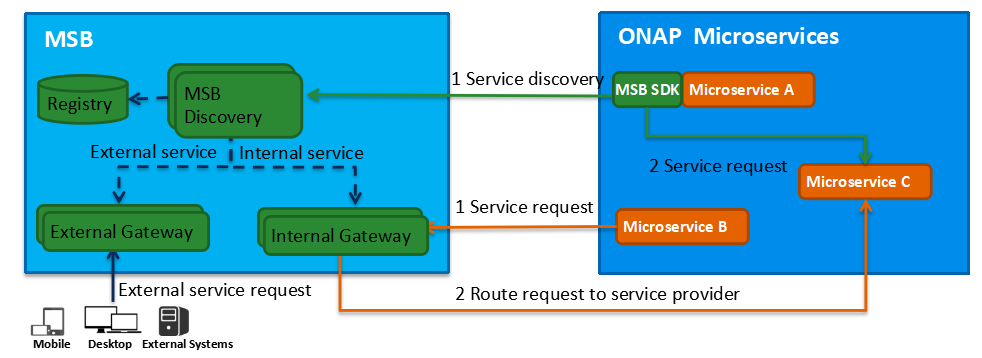 MSB
ONAP  Microservices
1 Service discovery
MSB SDK
Microservice A
Registry
MSB
Discovery
External service
Internal service
2 Service request
Microservice C
1 Service request
Microservice B
External Gateway
Internal Gateway
External service request
2 Route request to service provider
Mobile
Desktop
External Systems